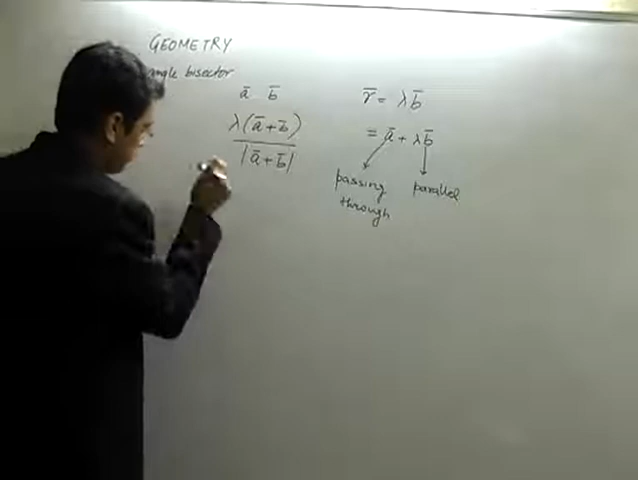 GEOMETRY
angle bisector
a̅ b̅
λ(a̅+b̅)
|a̅+b̅|
r̅ = λb̅
= a̅ + λb̅
passing
through
parallel